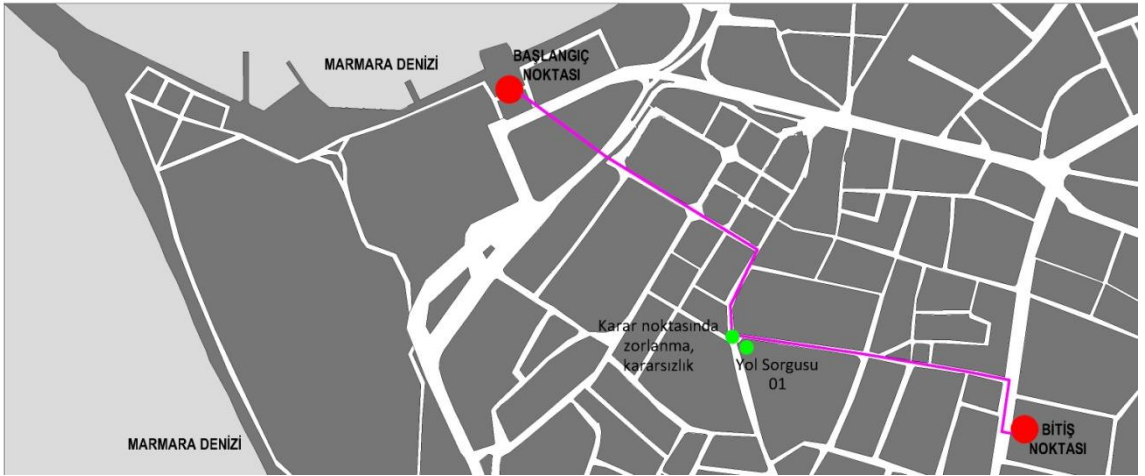 MARMARA DENİZİ
BAŞLANGIÇ
NOKTASI
Karar noktasında
zorlanma,
kararsızlık
Yol Sorgusu
01
BİTİŞ
NOKTASI
MARMARA DENİZİ